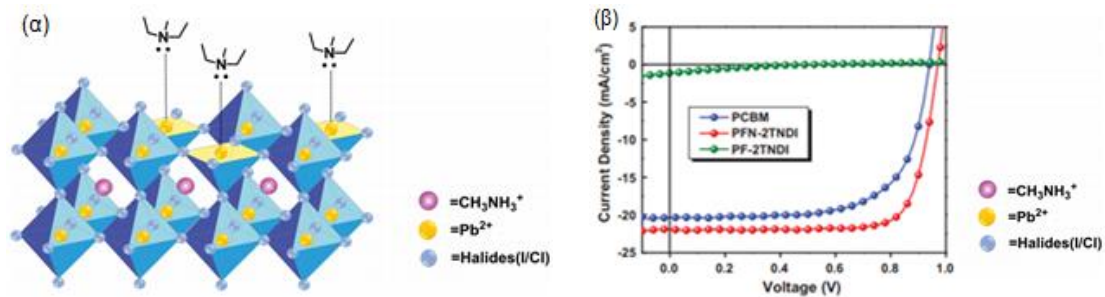 (α)
N
N
N
=CH₃NH₃⁺
=Pb²⁺
=Halides(I/Cl)
(β)
Current Density (mA/cm²)
5
0
-5
-10
-15
-20
-25
PCBM
PFN-2TNDI
PF-2TNDI
0.0 0.2 0.4 0.6 0.8 1.0
Voltage (V)
=CH₃NH₃⁺
=Pb²⁺
=Halides(I/Cl)